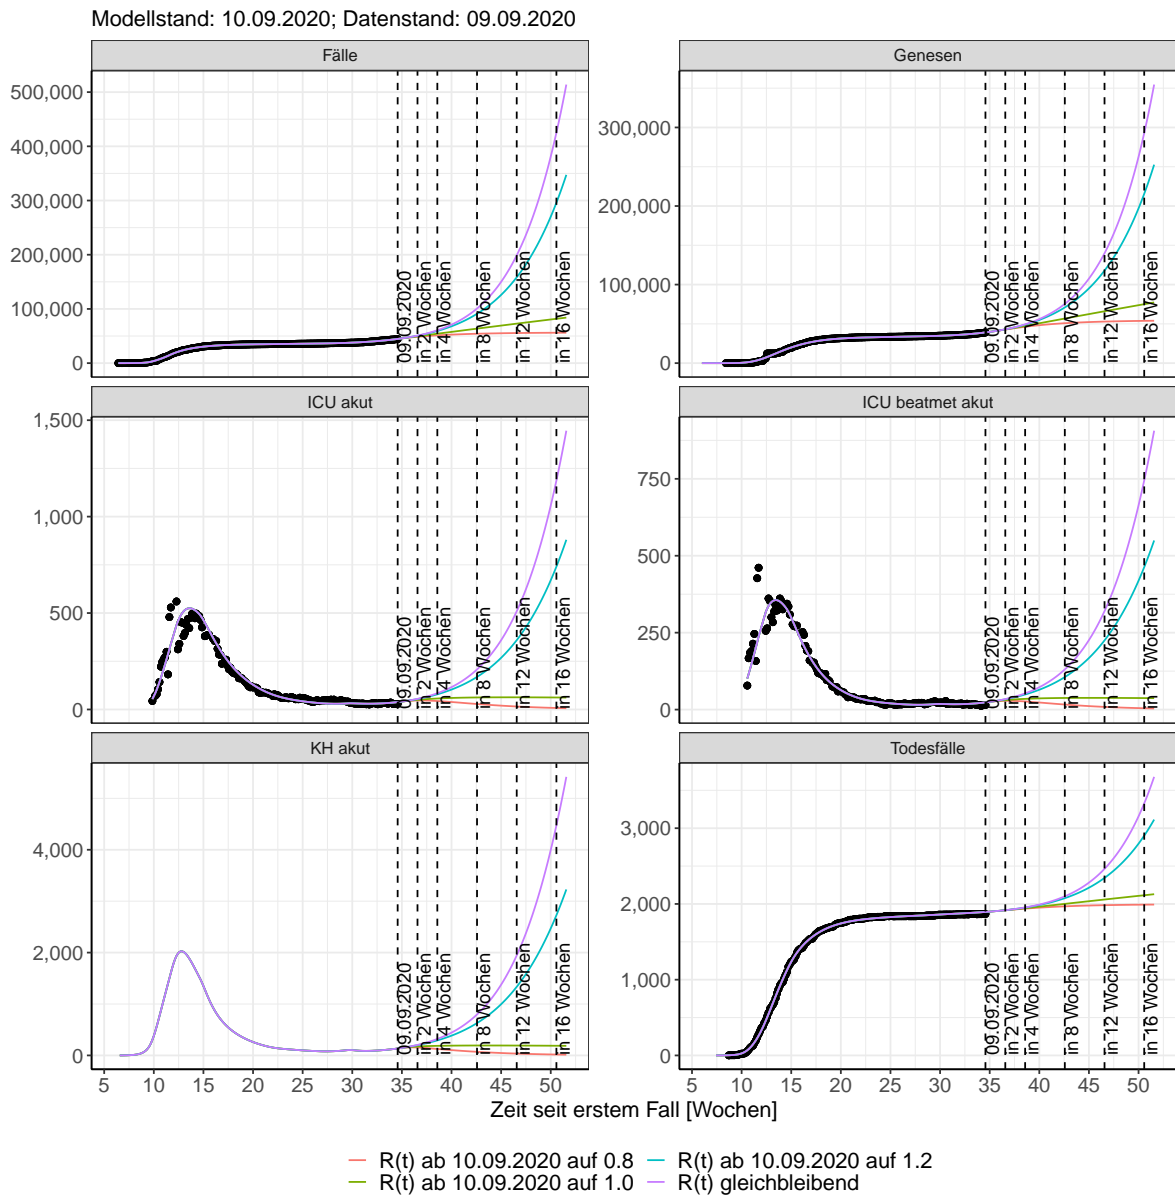 Modellstand: 10.09.2020; Datenstand: 09.09.2020
Fälle
500,000
400,000
300,000
200,000
100,000
0
09.09.2020
in 2 Wochen
in 4 Wochen
in 8 Wochen
in 12 Wochen
in 16 Wochen
Genesen
300,000
200,000
100,000
0
09.09.2020
in 2 Wochen
in 4 Wochen
in 8 Wochen
in 12 Wochen
in 16 Wochen
ICU akut
1,500
1,000
500
0
09.09.2020
in 2 Wochen
in 4 Wochen
in 8 Wochen
in 12 Wochen
in 16 Wochen
ICU beatmet akut
750
500
250
0
09.09.2020
in 2 Wochen
in 4 Wochen
in 8 Wochen
in 12 Wochen
in 16 Wochen
KH akut
4,000
2,000
0
09.09.2020
in 2 Wochen
in 4 Wochen
in 8 Wochen
in 12 Wochen
in 16 Wochen
5 10 15 20 25 30 35 40 45 50
Todesfälle
3,000
2,000
1,000
0
09.09.2020
in 2 Wochen
in 4 Wochen
in 8 Wochen
in 12 Wochen
in 16 Wochen
5 10 15 20 25 30 35 40 45 50
Zeit seit erstem Fall [Wochen]
R(t) ab 10.09.2020 auf 0.8
R(t) ab 10.09.2020 auf 1.2
R(t) ab 10.09.2020 auf 1.0
R(t) gleichbleibend